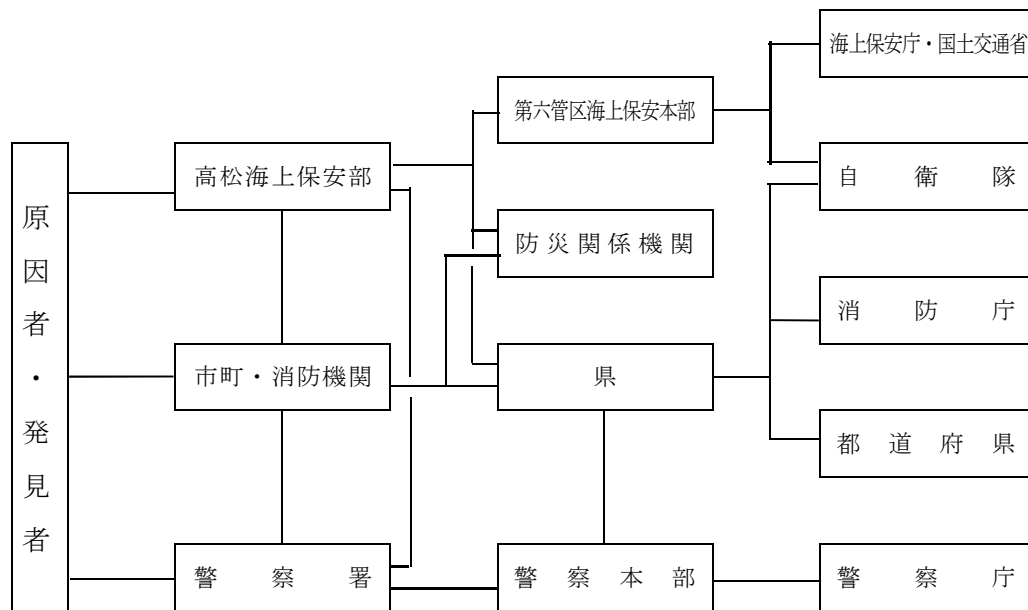 海上保安庁・国土交通省
第六管区海上保安本部
高松海上保安部
自衛隊
原因者・発見者
防災関係機関
消防庁
市町・消防機関
県
都道府県
警察署
警察本部
警察庁